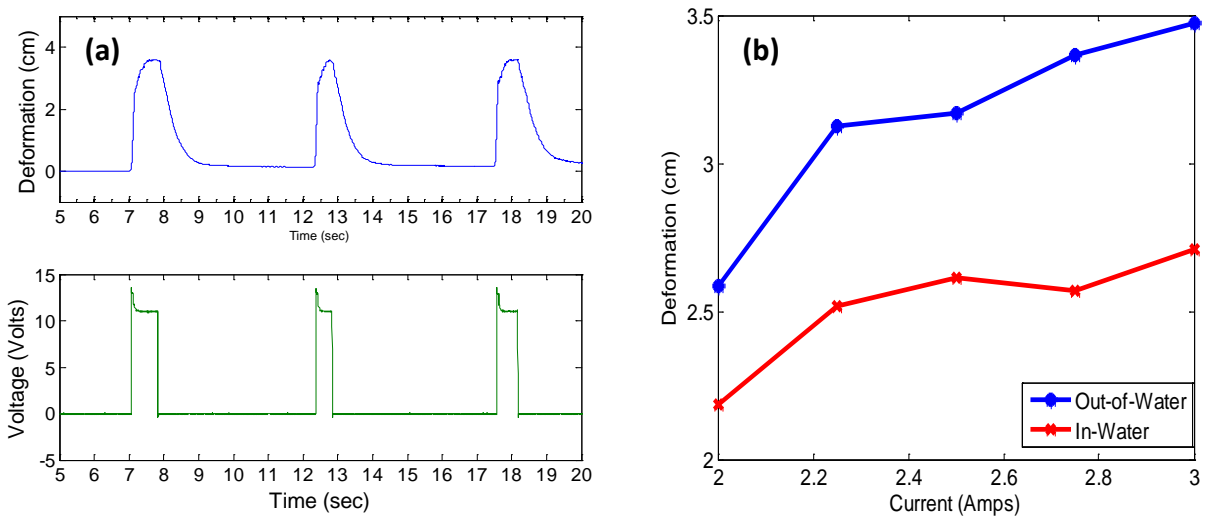 (a)
Deformation (cm)
4
2
0
5 6 7 8 9 10 11 12 13 14 15 16 17 18 19 20
Time (sec)
Voltage (Volts)
15
10
5
0
-5
5 6 7 8 9 10 11 12 13 14 15 16 17 18 19 20
Time (sec)
(b)
Deformation (cm)
3.5
3.5
2.5
2
2 2.2 2.4 2.6 2.8 3
Current (Amps)
Out-of-Water
In-Water